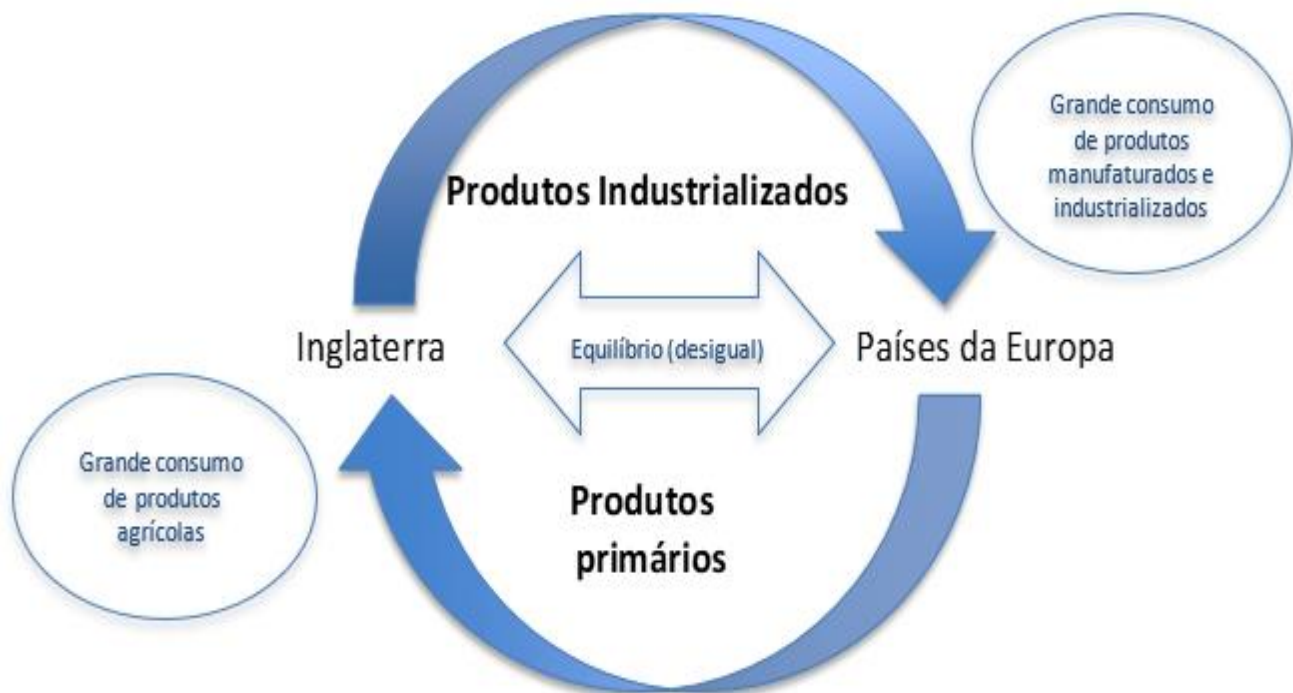 Grande consumo
de produtos
manufaturados e
industrializados
Produtos Industrializados
Inglaterra
Equilíbrio (desigual)
Países da Europa
Grande consumo
de produtos
agrícolas
Produtos
primários